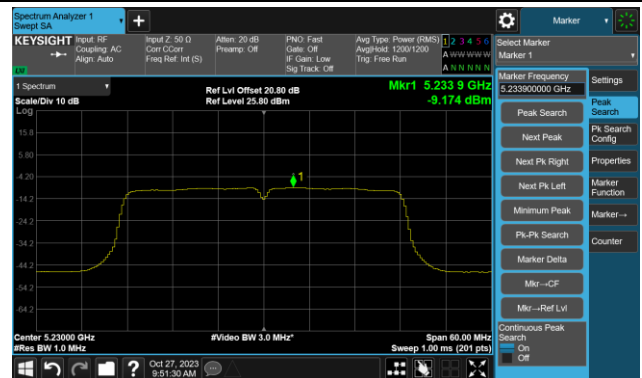 Spectrum Analyzer 1
Swept SA
+
Marker
KEYSIGHT
Input: RF
Coupling: AC
Align: Auto
Input Z: 50 Ω
Corr CCorr
Freq Ref: Int (S)
Atten: 20 dB
Preamp: Off
PNO: Fast
Gate: Off
IF Gain: Low
Sig Track: Off
Avg Type: Power (RMS)
Avg|Hold: 1200/1200
Trig: Free Run
1 2 3 4 5 6
A W W W W W
A N N N N N
LW
Select Marker
Marker 1
1 Spectrum
Scale/Div 10 dB
Log
Ref Lvl Offset 20.80 dB
Ref Level 25.80 dBm
Mkr1 5.233 9 GHz
-9.174 dBm
15.8
5.80
-4.20
-14.2
-24.2
-34.2
-44.2
-54.2
-64.2
1
Center 5.23000 GHz
#Res BW 1.0 MHz
#Video BW 3.0 MHz*
Span 60.00 MHz
Sweep 1.00 ms (201 pts)
Marker Frequency
5.233900000 GHz
Peak Search
Next Peak
Next Pk Right
Next Pk Left
Minimum Peak
Pk-Pk Search
Marker Delta
Mkr→CF
Mkr→Ref Lvl
Continuous Peak
Search
On
Off
Settings
Peak
Search
Pk Search
Config
Properties
Marker
Function
Marker→
Counter
?
Oct 27, 2023
9:51:30 AM